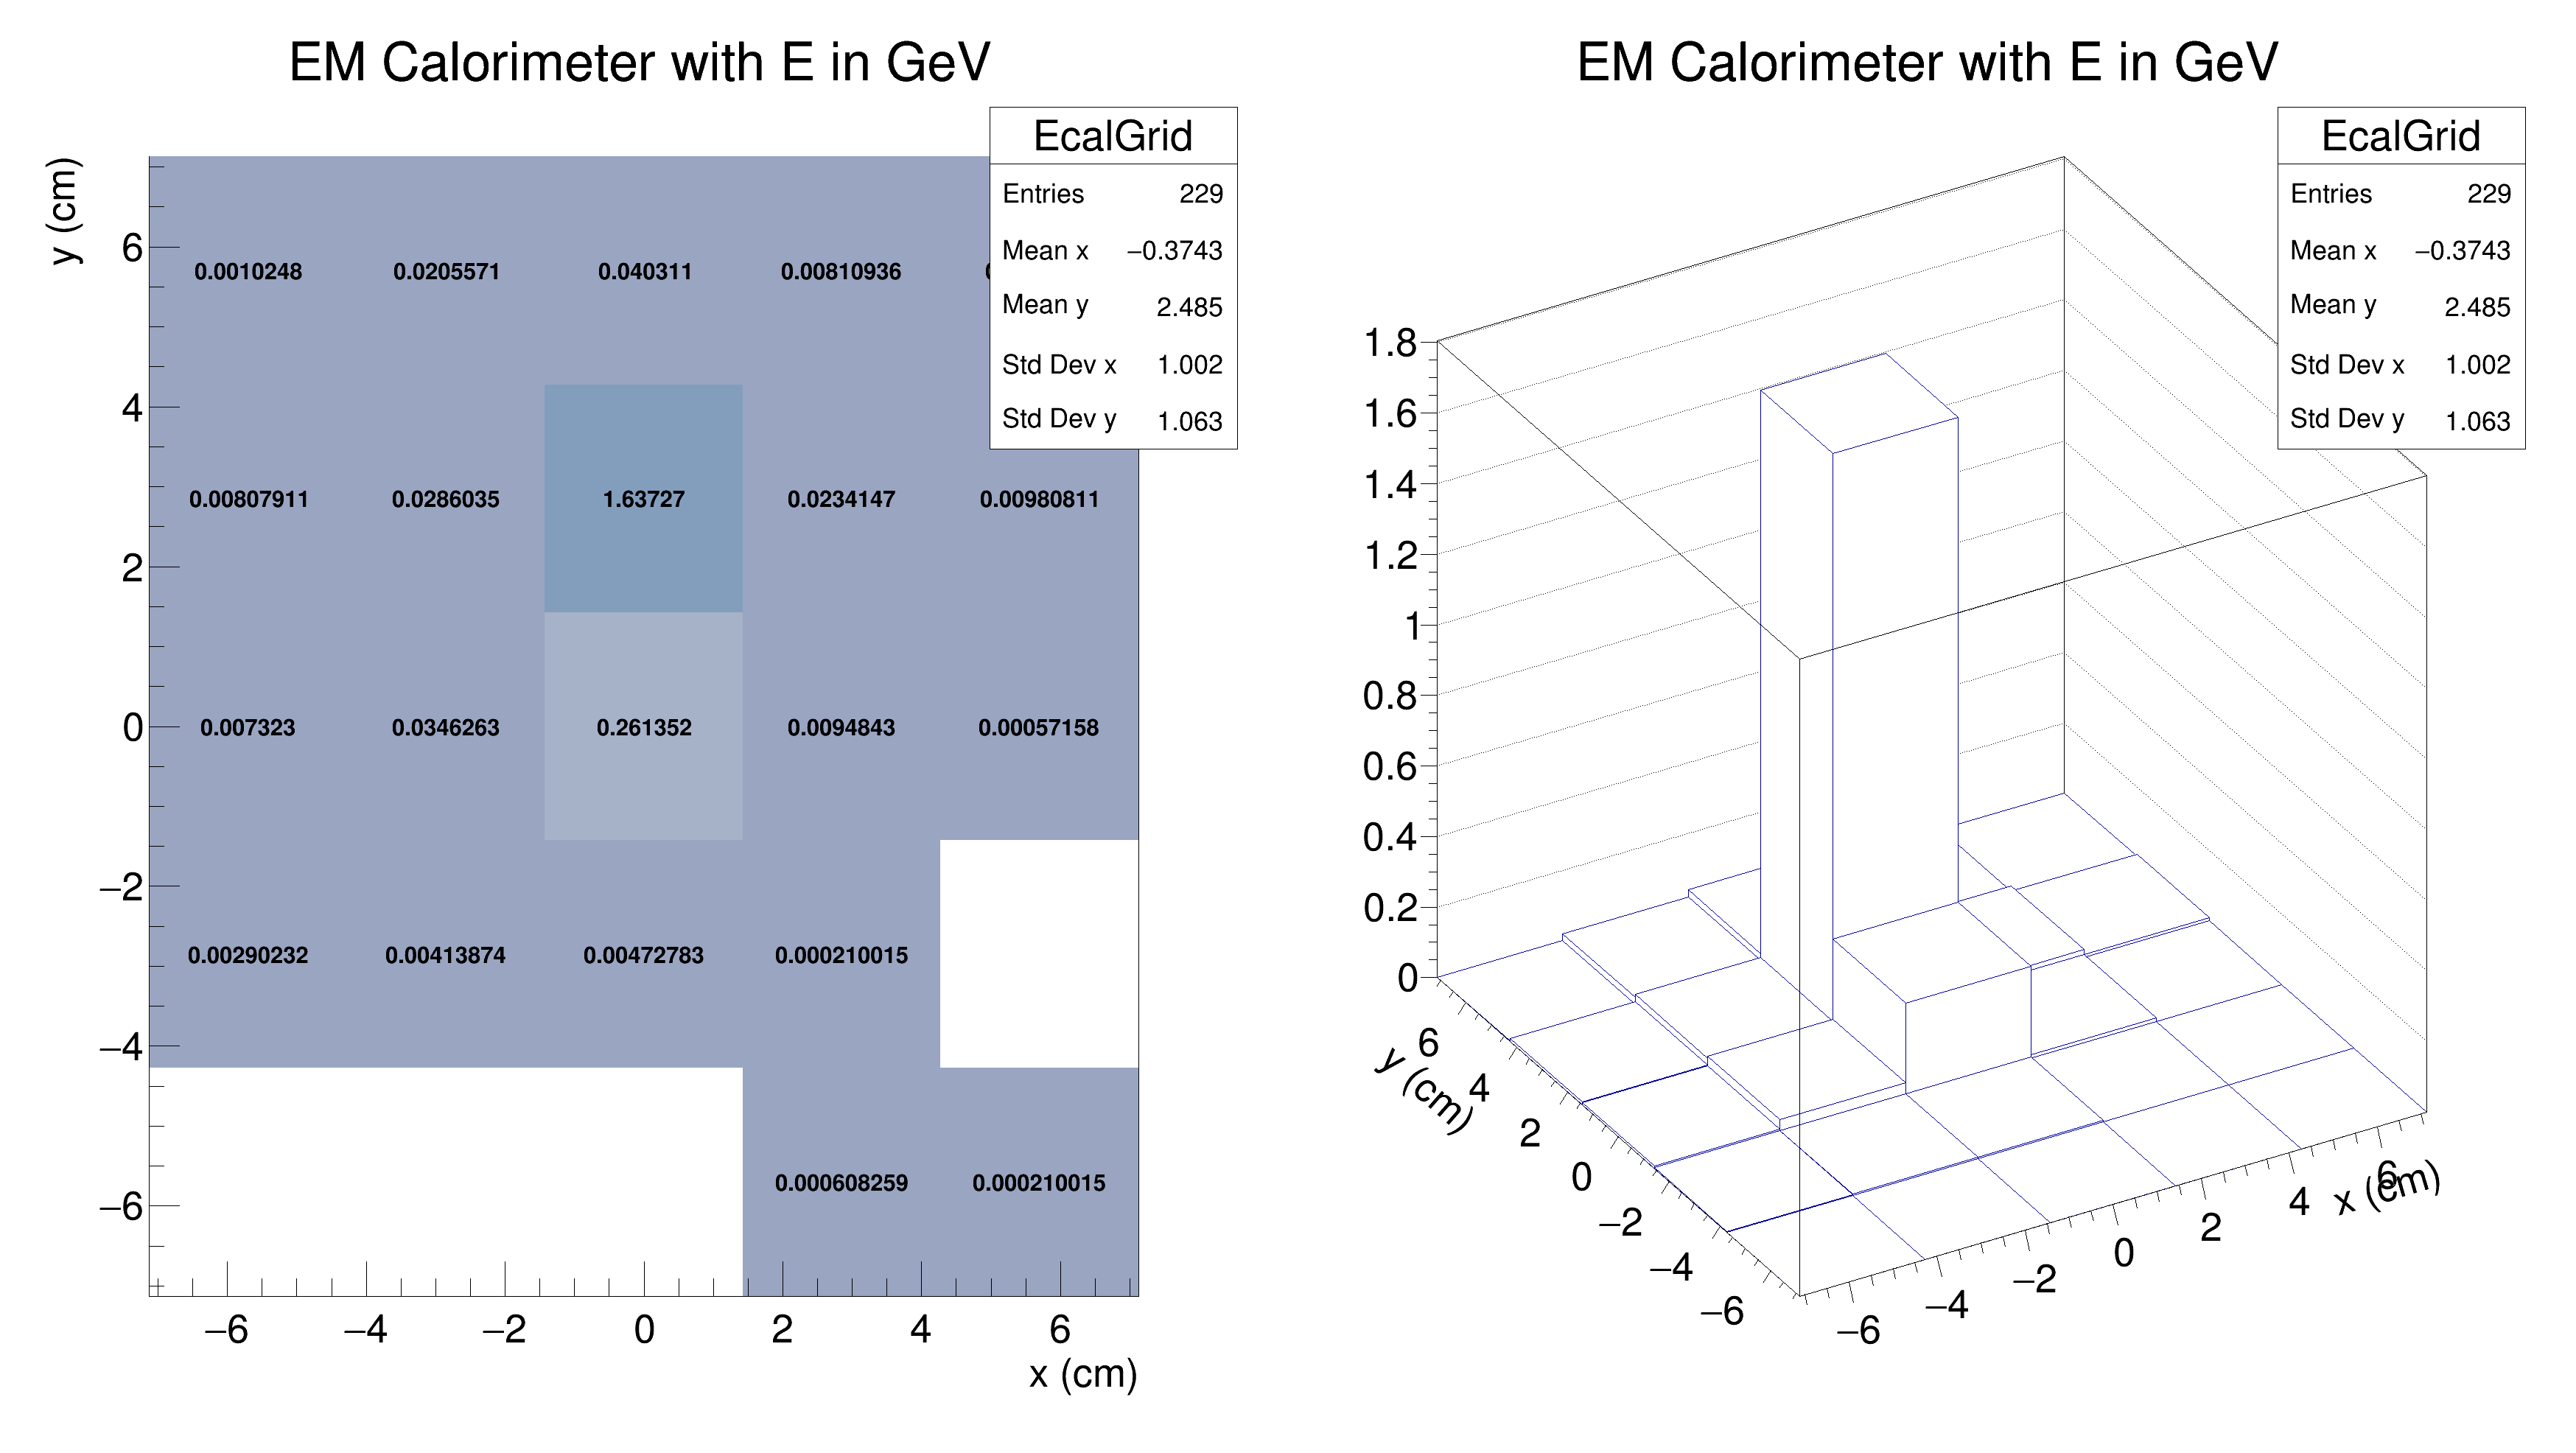 EM Calorimeter with E in GeV
EcalGrid
Entries 229
Mean x −0.3743
Mean y 2.485
Std Dev x 1.002
Std Dev y 1.063
y (cm)
6
4
2
0
−2
−4
−6
0.0010248 0.0205571 0.040311 0.00810936
0.00807911 0.0286035 1.63727 0.0234147 0.00980811
0.007323 0.0346263 0.261352 0.0094843 0.00057158
0.00290232 0.00413874 0.00472783 0.000210015
0.000608259 0.000210015
−6 −4 −2 0 2 4 6
x (cm)
EM Calorimeter with E in GeV
EcalGrid
Entries 229
Mean x −0.3743
Mean y 2.485
Std Dev x 1.002
Std Dev y 1.063
1.8
1.6
1.4
1.2
1
0.8
0.6
0.4
0.2
0
y (cm)
6
4
2
0
−2
−4
−6
−6 −4 −2 0 2 4 6
x (cm)